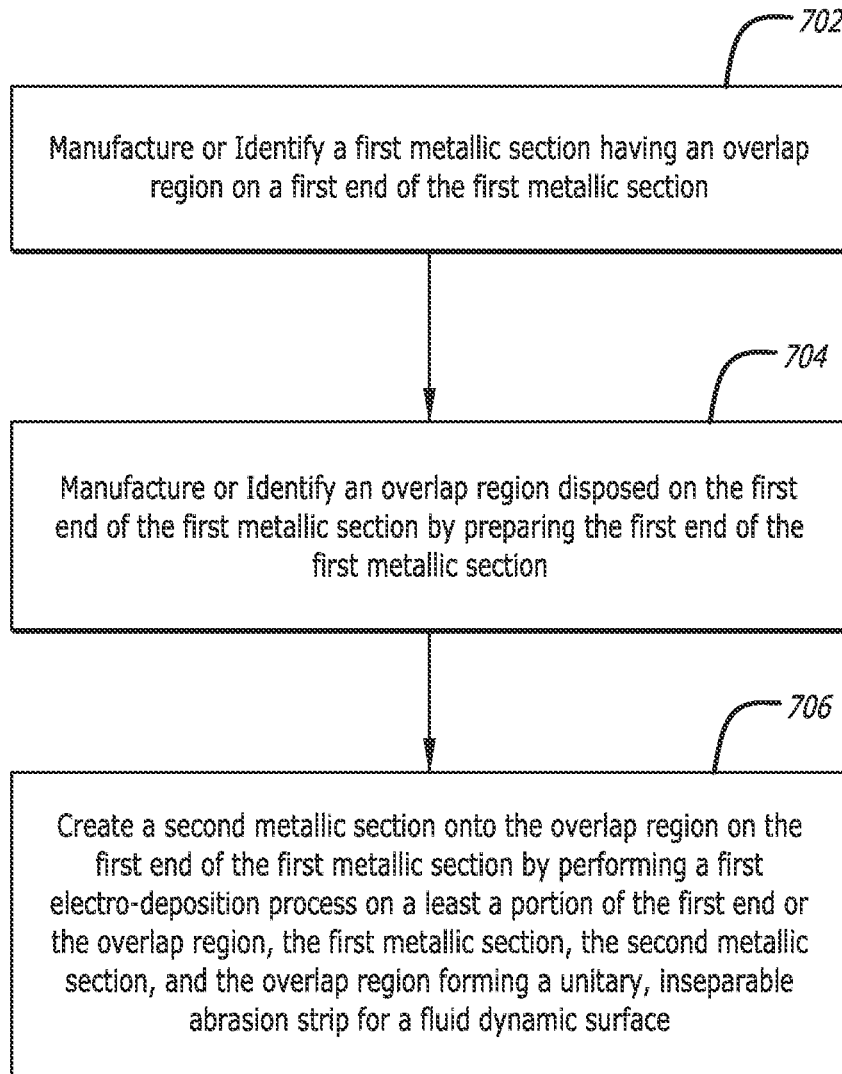 702
Manufacture or Identify a first metallic section having an overlap
region on a first end of the first metallic section
704
Manufacture or Identify an overlap region disposed on the first
end of the first metallic section by preparing the first end of the
first metallic section
706
Create a second metallic section onto the overlap region on the
first end of the first metallic section by performing a first
electro-deposition process on a least a portion of the first end or
the overlap region, the first metallic section, the second metallic
section, and the overlap region forming a unitary, inseparable
abrasion strip for a fluid dynamic surface